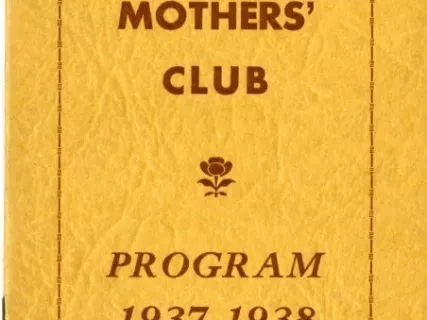 MOTHERS'
CLUB
PROGRAM
1937-1938